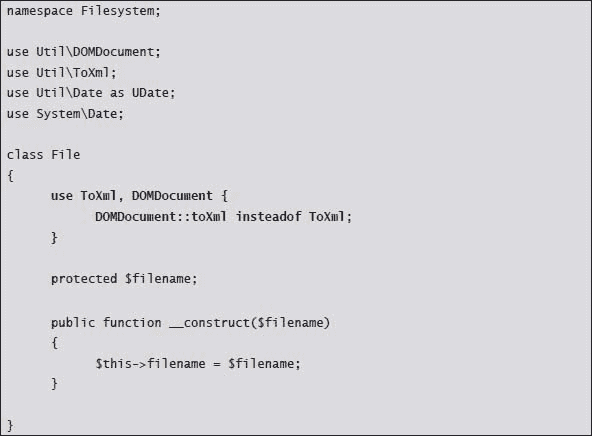 namespace Filesystem;
use Util\DOMDocument;
use Util\ToXml;
use Util\Date as UDate;
use System\Date;
class File
{
use ToXml, DOMDocument {
DOMDocument::toXml insteadof ToXml;
}
protected $filename;
public function __construct($filename)
{
$this->filename = $filename;
}
}